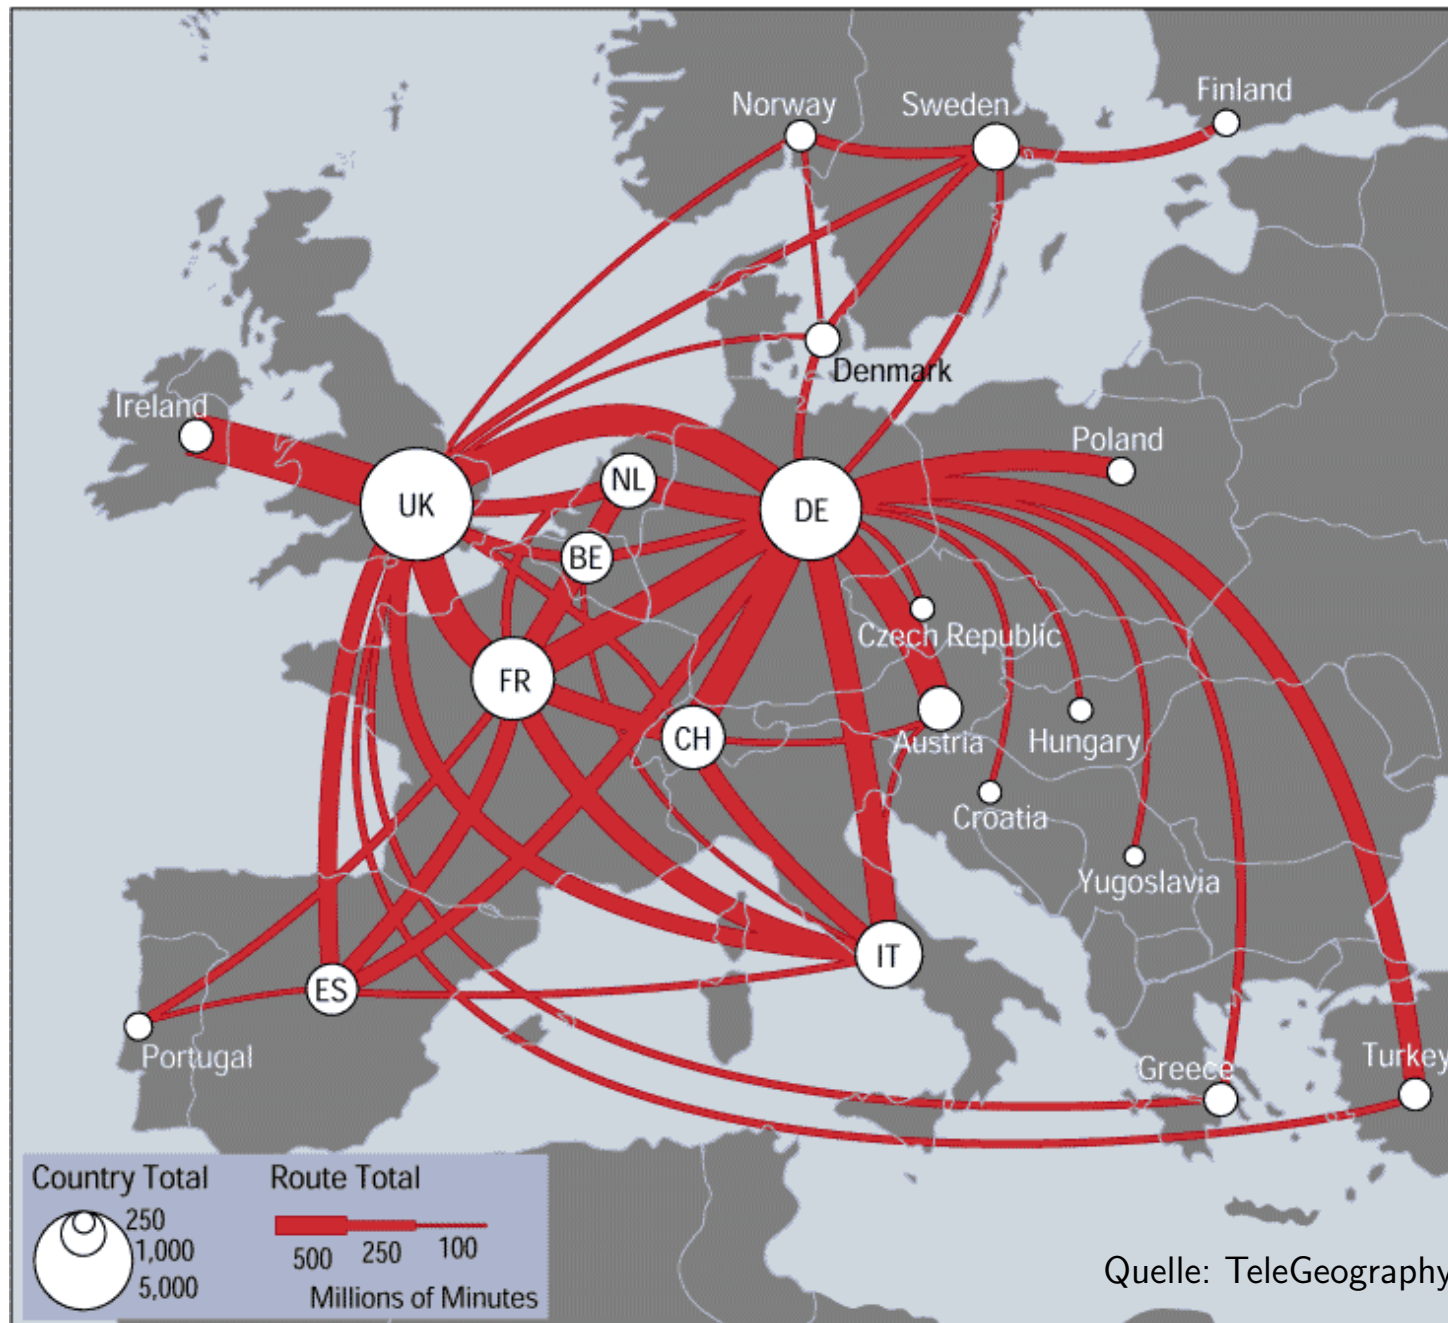 Norway
Sweden
Finland
Denmark
Ireland
Poland
UK
NL
DE
BE
Czech Republic
FR
CH
Austria
Hungary
Croatia
Yugoslavia
IT
ES
Portugal
Greece
Turkey
Country Total
250
1,000
5,000
Route Total
500 250 100
Millions of Minutes
Quelle: TeleGeography